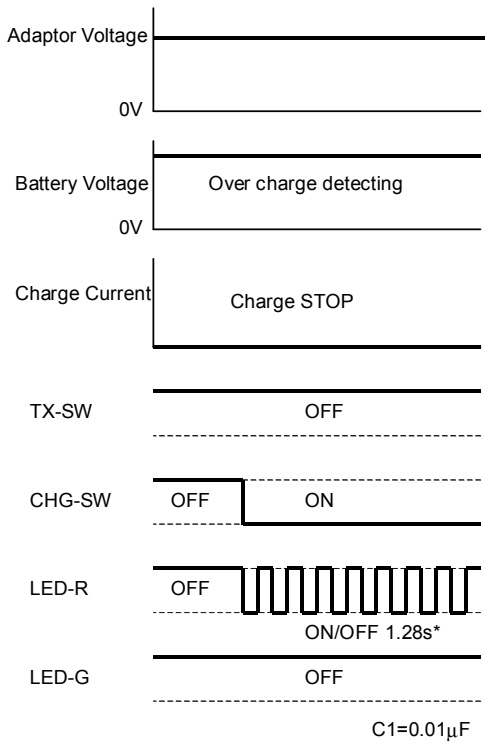 Adaptor Voltage
0V
Battery Voltage
Over charge detecting
0V
Charge Current
Charge STOP
TX-SW
OFF
CHG-SW
OFF
ON
LED-R
OFF
ON/OFF 1.28s*
LED-G
OFF
C1=0.01μF